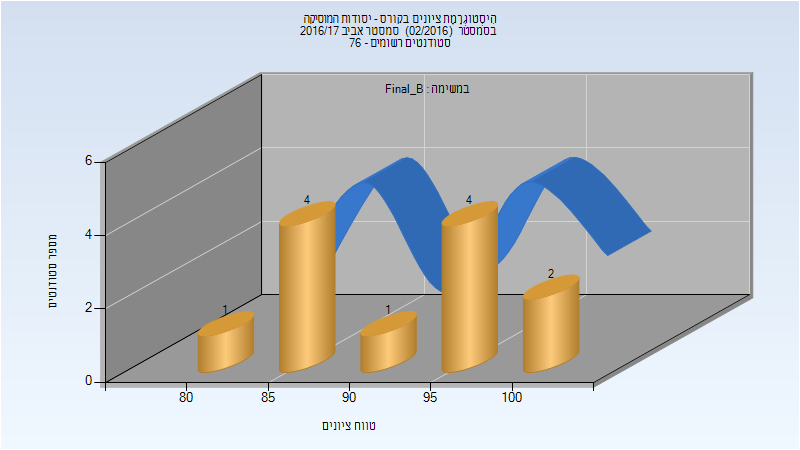 היסטוגרמת ציונים בקורס - יסודות המוסיקה
בסמסטר (02/2016) סמסטר אביב 2016/17
סטודנטים רשומים - 76
במשימה : Final_B
מספר סטודנטים
6
4
2
0
1
4
1
4
2
80
85
90
95
100
טווח ציונים